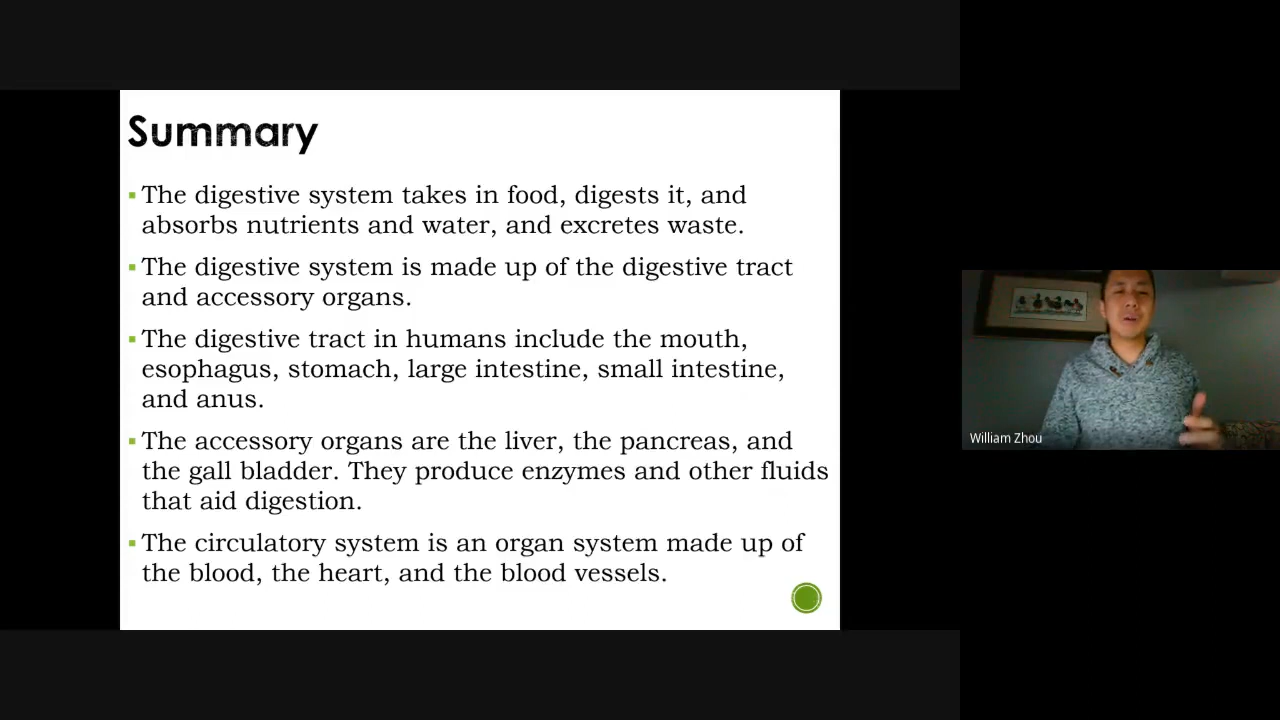 Summary
The digestive system takes in food, digests it, and
absorbs nutrients and water, and excretes waste.
The digestive system is made up of the digestive tract
and accessory organs.
The digestive tract in humans include the mouth,
esophagus, stomach, large intestine, small intestine,
and anus.
The accessory organs are the liver, the pancreas, and
the gall bladder. They produce enzymes and other fluids
that aid digestion.
The circulatory system is an organ system made up of
the blood, the heart, and the blood vessels.
William Zhou